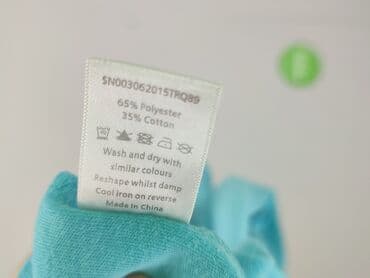 SN003062015TRQ89
65% Polyester
35% Cotton
Wash and dry with
similar colours
Reshape whilst damp
Cool iron on reverse
Made in China